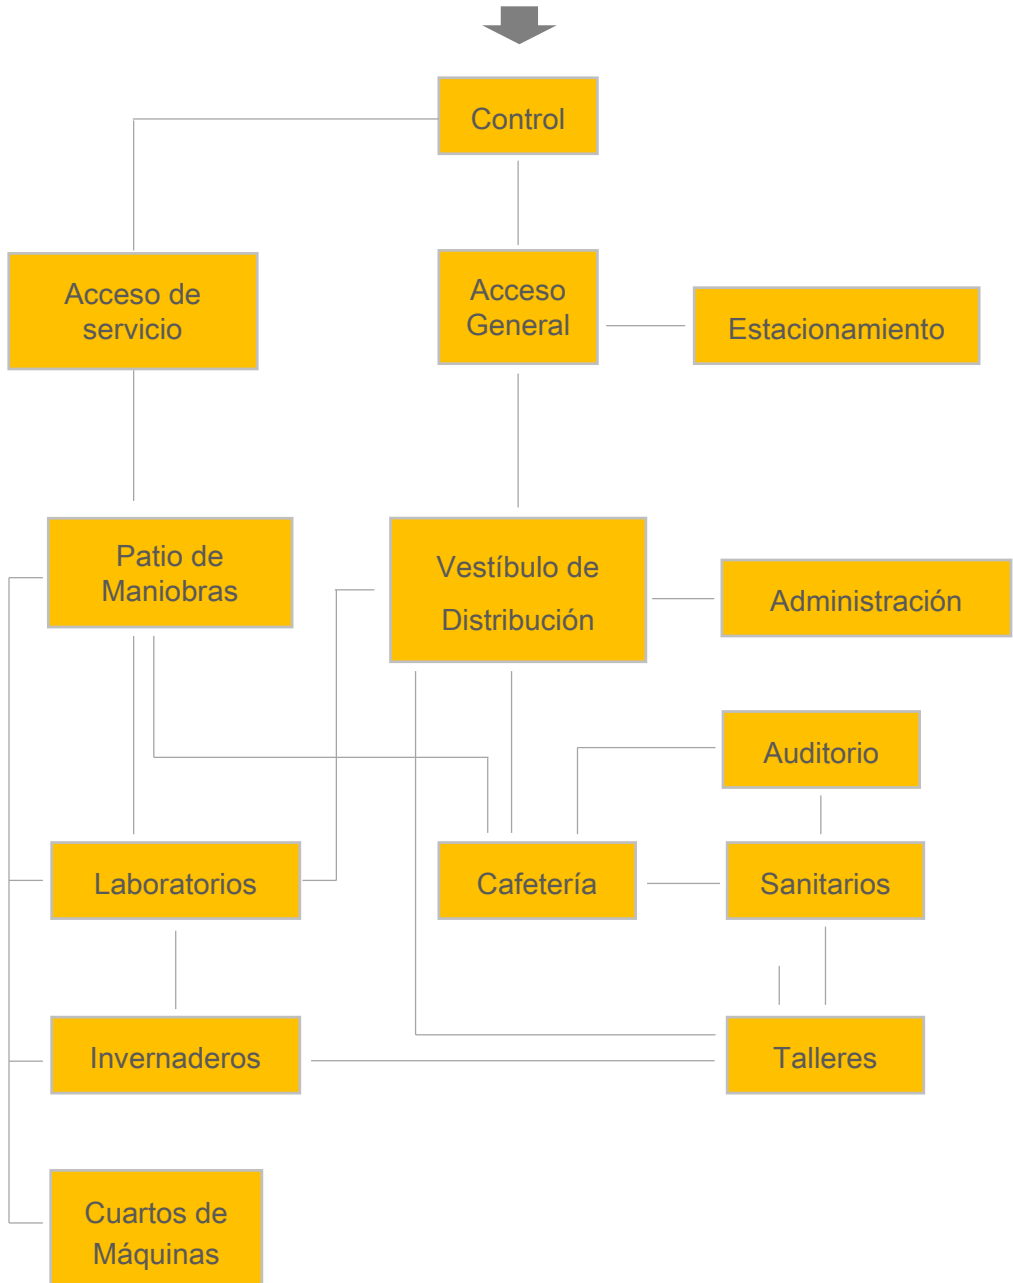 Control
Acceso de
servicio
Acceso
General
Estacionamiento
Patio de
Maniobras
Vestíbulo de
Distribución
Administración
Auditorio
Laboratorios
Cafetería
Sanitarios
Invernaderos
Talleres
Cuartos de
Máquinas